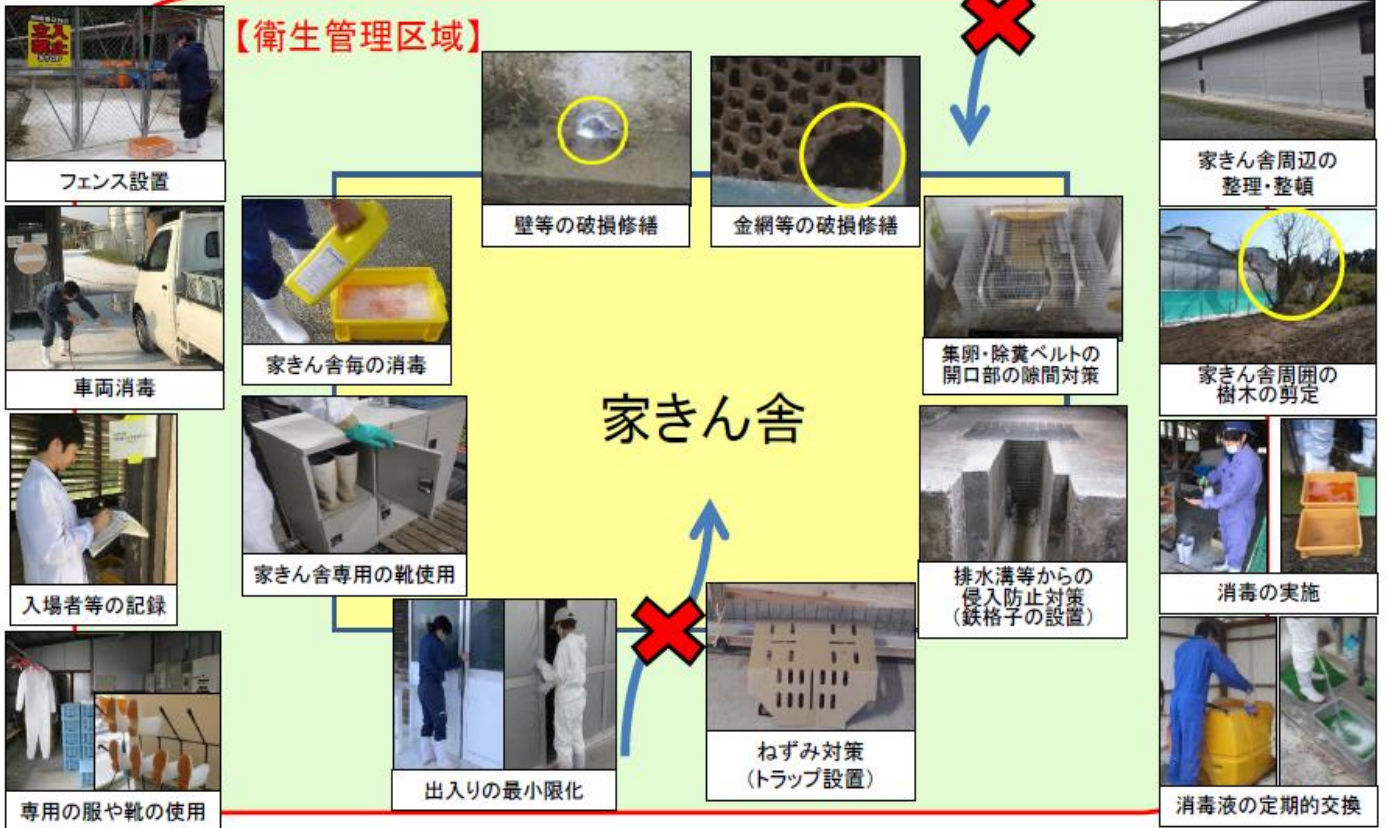 立入
禁止
【衛生管理区域】
フェンス設置
壁等の破損修繕
金網等の破損修繕
家きん舎周辺の
整理・整頓
車両消毒
家きん舎毎の消毒
集卵・除糞ベルトの
開口部の隙間対策
家きん舎周囲の
樹木の剪定
家きん舎
入場者等の記録
家きん舎専用の靴使用
排水溝等からの
侵入防止対策
（鉄格子の設置）
消毒の実施
専用の服や靴の使用
出入りの最小限化
ねずみ対策
（トラップ設置）
消毒液の定期的交換